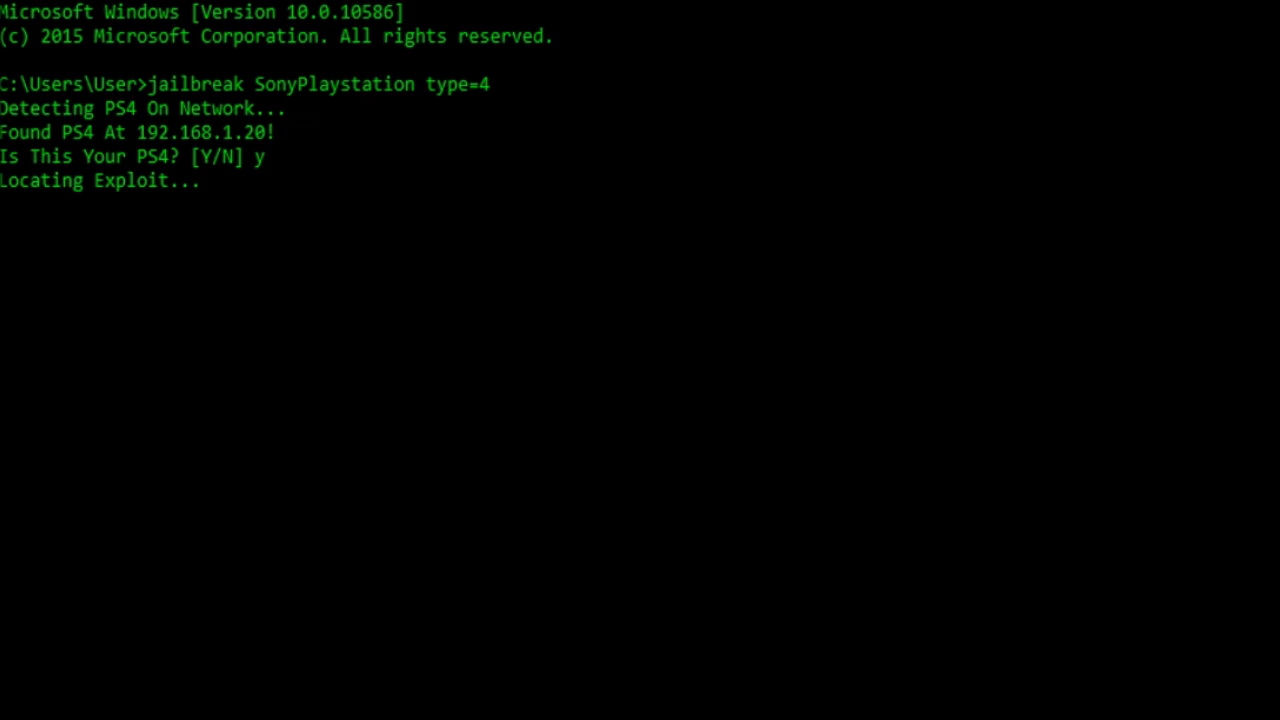 Microsoft Windows [Version 10.0.10586]
(c) 2015 Microsoft Corporation. All rights reserved.
C:\Users\User>jailbreak SonyPlaystation type=4
Detecting PS4 On Network...
Found PS4 At 192.168.1.20!
Is This Your PS4? [Y/N] y
Locating Exploit...